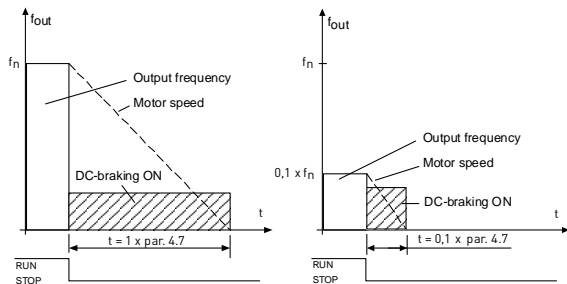 fout
fn
Output frequency
Motor speed
DC-braking ON
t
t = 1 x par. 4.7
RUN
STOP
fout
fn
Output frequency
0,1 x fn
Motor speed
DC-braking ON
t
t = 0,1 x par. 4.7
RUN
STOP